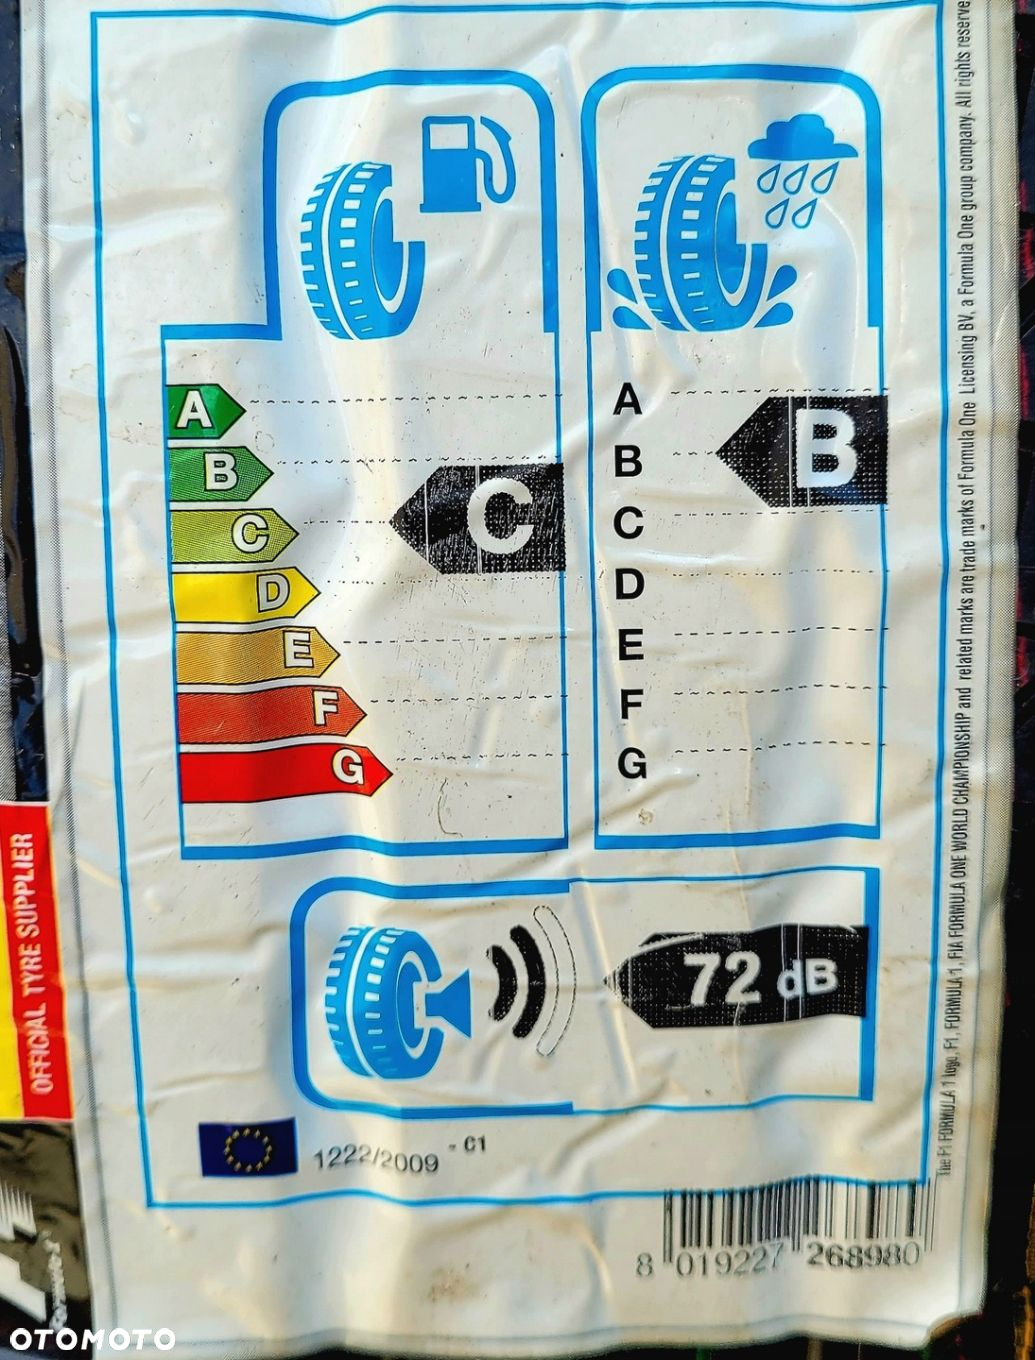 A
B
C
D
E
F
G
C
A
B
C
D
E
F
G
B
72 dB
1222/2009 - C1
8 019227 268980
OFFICIAL TYRE SUPPLIER
The F1 FORMULA 1 logo, F1, FORMULA 1, FIA FORMULA ONE WORLD CHAMPIONSHIP and related marks are trade marks of Formula One Licensing BV, a Formula One group company. All rights reserve
OTOMOTO